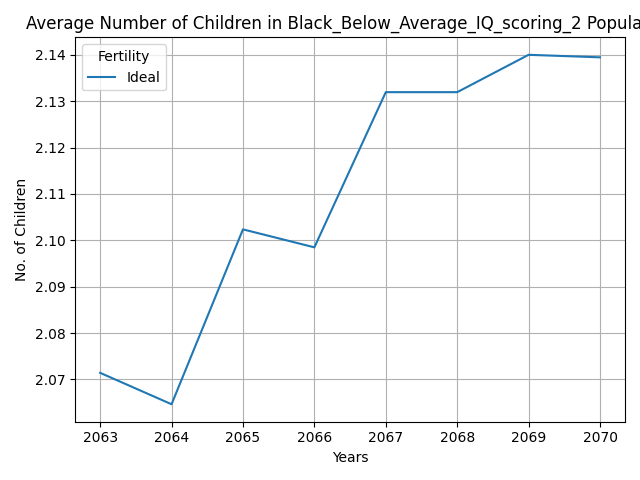 Average Number of Children in Black_Below_Average_IQ_scoring_2 Popula
Fertility
Ideal
2.14
2.13
2.12
2.11
2.10
2.09
2.08
2.07
No. of Children
2063 2064 2065 2066 2067 2068 2069 2070
Years